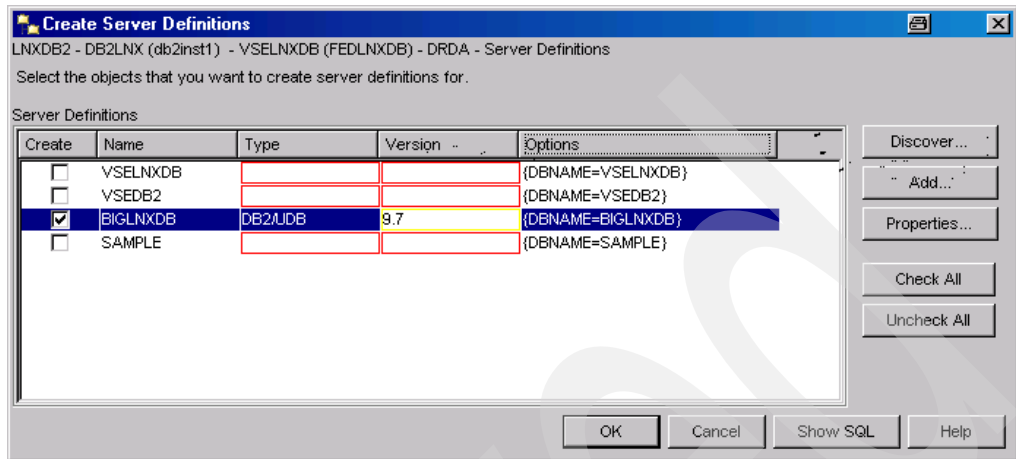 Create Server Definitions
LNXDB2 - DB2LNX (db2inst1) - VSELNXDB (FEDLNXDB) - DRDA - Server Definitions
Select the objects that you want to create server definitions for.
Server Definitions
Create Name Type Version Options
VSELNXDB {DBNAME=VSELNXDB}
VSEDB2 {DBNAME=VSEDB2}
BIGLNXDB DB2/UDB 9.7 {DBNAME=BIGLNXDB}
SAMPLE {DBNAME=SAMPLE}
Discover...
Add...
Properties...
Check All
Uncheck All
OK Cancel Show SQL Help